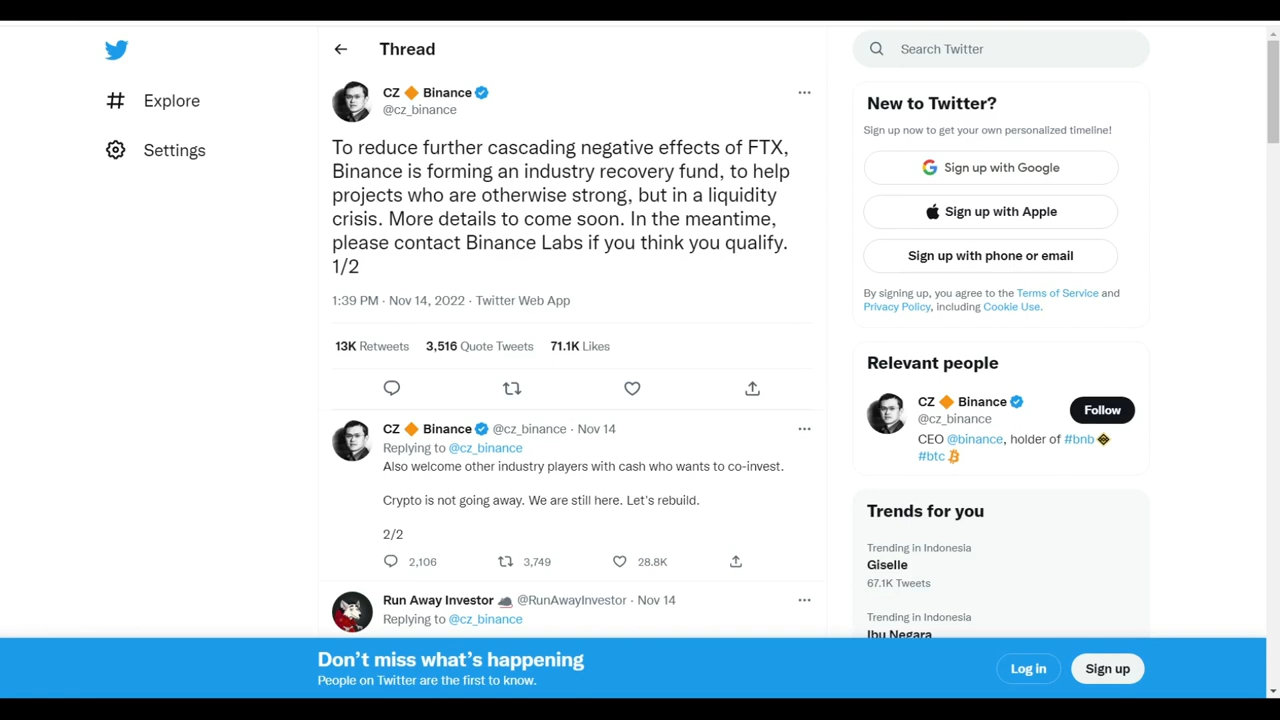 Explore
Settings
Thread
CZ 🔶 Binance
@cz_binance
To reduce further cascading negative effects of FTX,
Binance is forming an industry recovery fund, to help
projects who are otherwise strong, but in a liquidity
crisis. More details to come soon. In the meantime,
please contact Binance Labs if you think you qualify.
1/2
1:39 PM · Nov 14, 2022 · Twitter Web App
13K Retweets 3,516 Quote Tweets 71.1K Likes
CZ 🔶 Binance @cz_binance · Nov 14
Replying to @cz_binance
Also welcome other industry players with cash who wants to co-invest.
Crypto is not going away. We are still here. Let's rebuild.
2/2
2,106 3,749 28.8K
Run Away Investor @RunAwayInvestor · Nov 14
Replying to @cz_binance
Search Twitter
New to Twitter?
Sign up now to get your own personalized timeline!
Sign up with Google
Sign up with Apple
Sign up with phone or email
By signing up, you agree to the Terms of Service and
Privacy Policy, including Cookie Use.
Relevant people
CZ 🔶 Binance
@cz_binance
Follow
CEO @binance, holder of #bnb
#btc
Trends for you
Trending in Indonesia
Giselle
67.1K Tweets
Trending in Indonesia
Ibu Negara
Don't miss what's happening
People on Twitter are the first to know.
Log in
Sign up